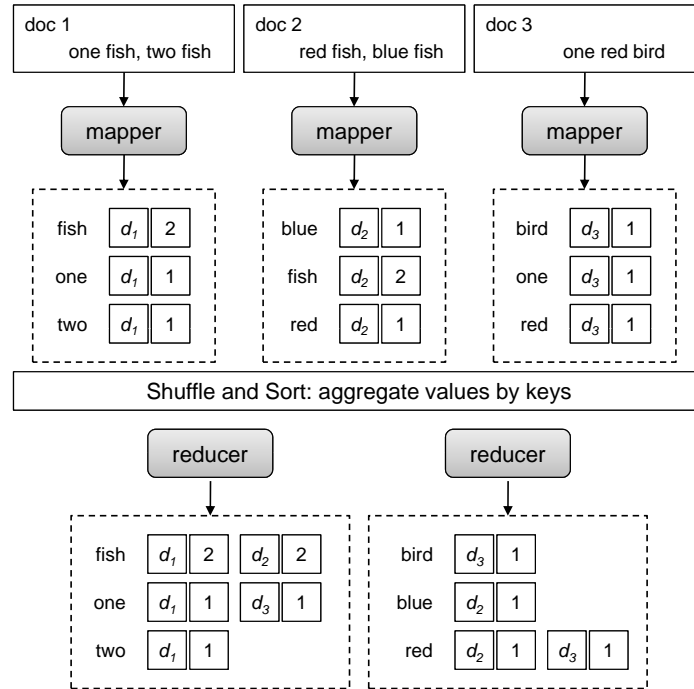 doc 1
one fish, two fish
doc 2
red fish, blue fish
doc 3
one red bird
mapper
mapper
mapper
fish d1 2
one d1 1
two d1 1
blue d2 1
fish d2 2
red d2 1
bird d3 1
one d3 1
red d3 1
Shuffle and Sort: aggregate values by keys
reducer
reducer
fish d1 2 d2 2
one d1 1 d3 1
two d1 1
bird d3 1
blue d2 1
red d2 1 d3 1